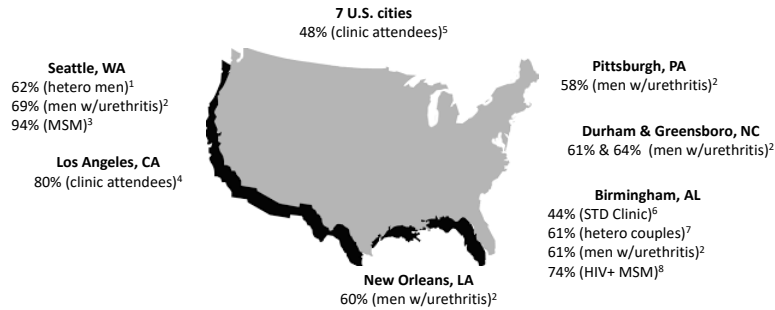 7 U.S. cities
48% (clinic attendees)⁵
Seattle, WA
62% (hetero men)¹
69% (men w/urethritis)²
94% (MSM)³
Los Angeles, CA
80% (clinic attendes)⁴
Pittsburgh, PA
58% (men w/urethritis)²
Durham & Greensboro, NC
61% & 64% (men w/urethritis)²
Birmingham, AL
44% (STD Clinic)⁶
61% (hetero couples)⁷
61% (men w/urethritis)²
74% (HIV+ MSM)⁸
New Orleans, LA
60% (men w/urethritis)²